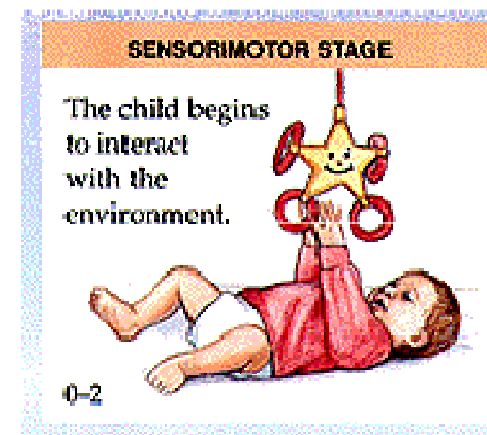 SENSORIMOTOR STAGE
The child begins
to interact
with the
environment.
0–2